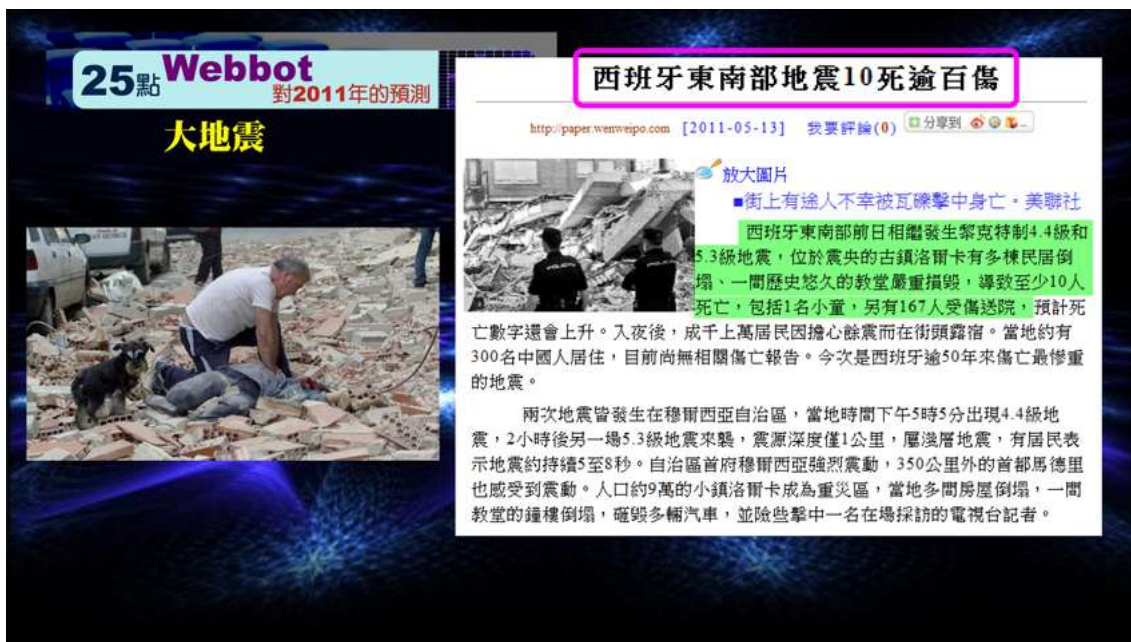 25點Webbot
對2011年的預測
大地震
西班牙東南部地震10死逾百傷
http://paper.wenweipo.com [2011-05-13] 我要評論(0) 分享到
放大圖片
■街上有途人不幸被瓦礫擊中身亡。美聯社
西班牙東南部前日相繼發生黎克特制4.4級和
5.3級地震，位於震央的古鎮洛爾卡有多棟民居倒
塌、一間歷史悠久的教堂嚴重損毀，導致至少10人
死亡，包括1名小童，另有167人受傷送院，預計死
亡數字還會上升。入夜後，成千上萬居民因擔心餘震而在街頭露宿。當地約有
300名中國人居住，目前尚無相關傷亡報告。今次是西班牙逾50年來傷亡最慘重
的地震。
兩次地震皆發生在穆爾西亞自治區，當地時間下午5時5分出現4.4級地
震，2小時後另一場5.3級地震來襲，震源深度僅1公里，屬淺層地震，有居民表
示地震約持續5至8秒。自治區首府穆爾西亞強烈震動，350公里外的首都馬德里
也感受到震動。人口約9萬的小鎮洛爾卡成為重災區，當地多間房屋倒塌，一間
教堂的鐘樓倒塌，砸毀多輛汽車，並險些擊中一名在場採訪的電視台記者。